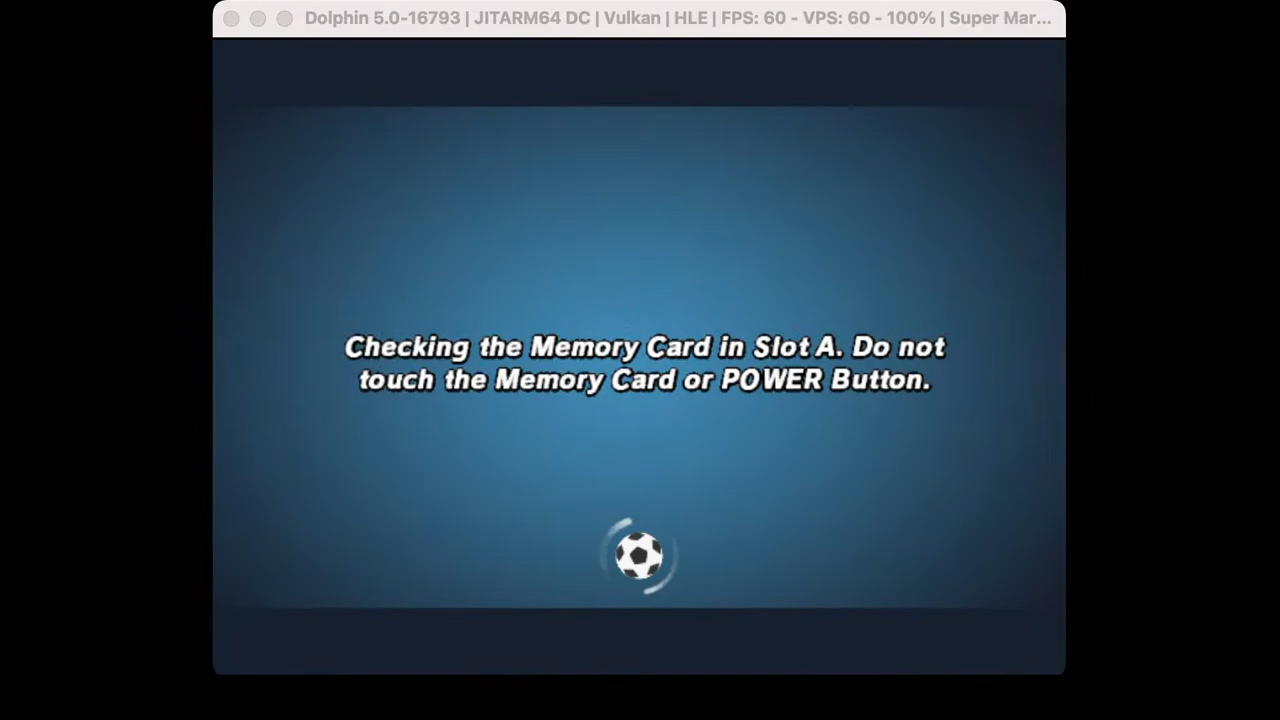 Dolphin 5.0-16793 | JITARM64 DC | Vulkan | HLE | FPS: 60 - VPS: 60 - 100% | Super Mar...
Checking the Memory Card in Slot A. Do not
touch the Memory Card or POWER Button.